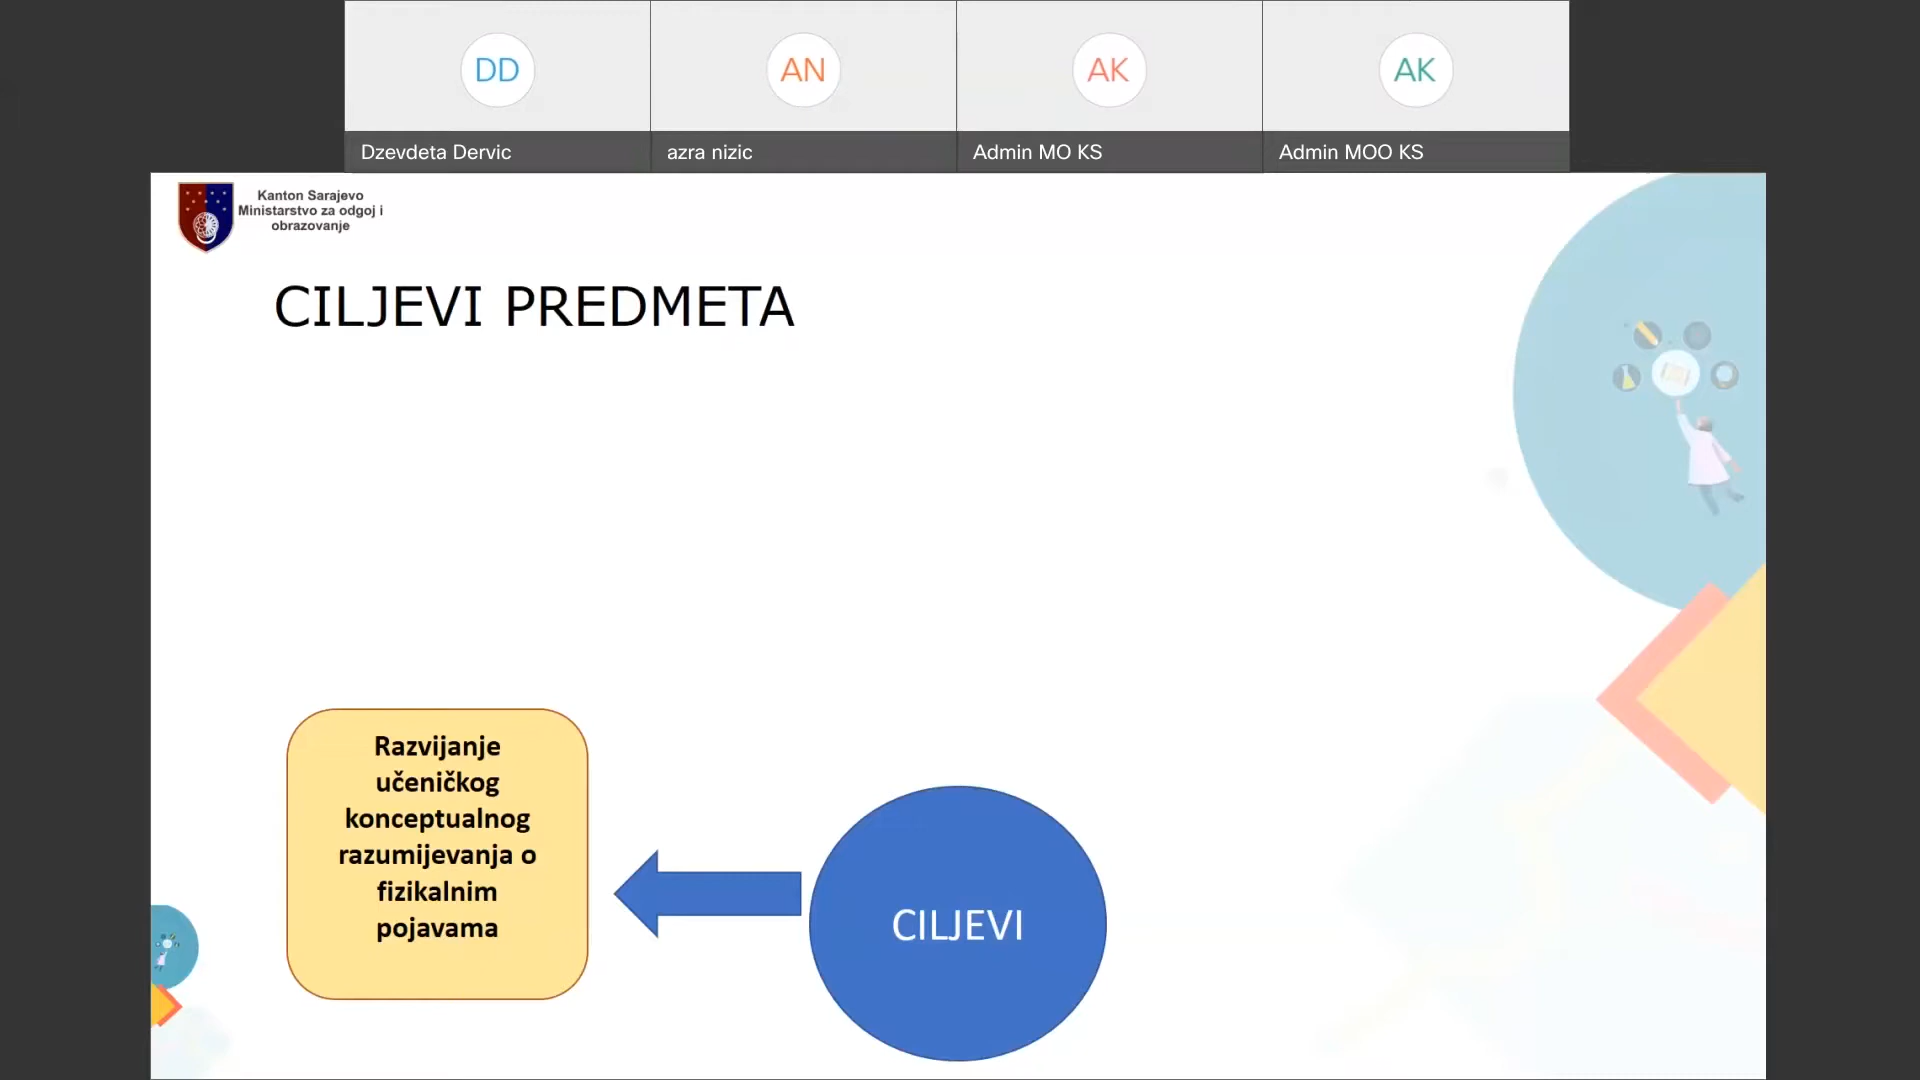 DD
AN
AK
AK
Dzevdeta Dervic
azra nizic
Admin MO KS
Admin MOO KS
Kanton Sarajevo
Ministarstvo za odgoj i
obrazovanje
CILJEVI PREDMETA
Razvijanje
učeničkog
konceptualnog
razumijevanja o
fizikalnim
pojavama
CILJEVI